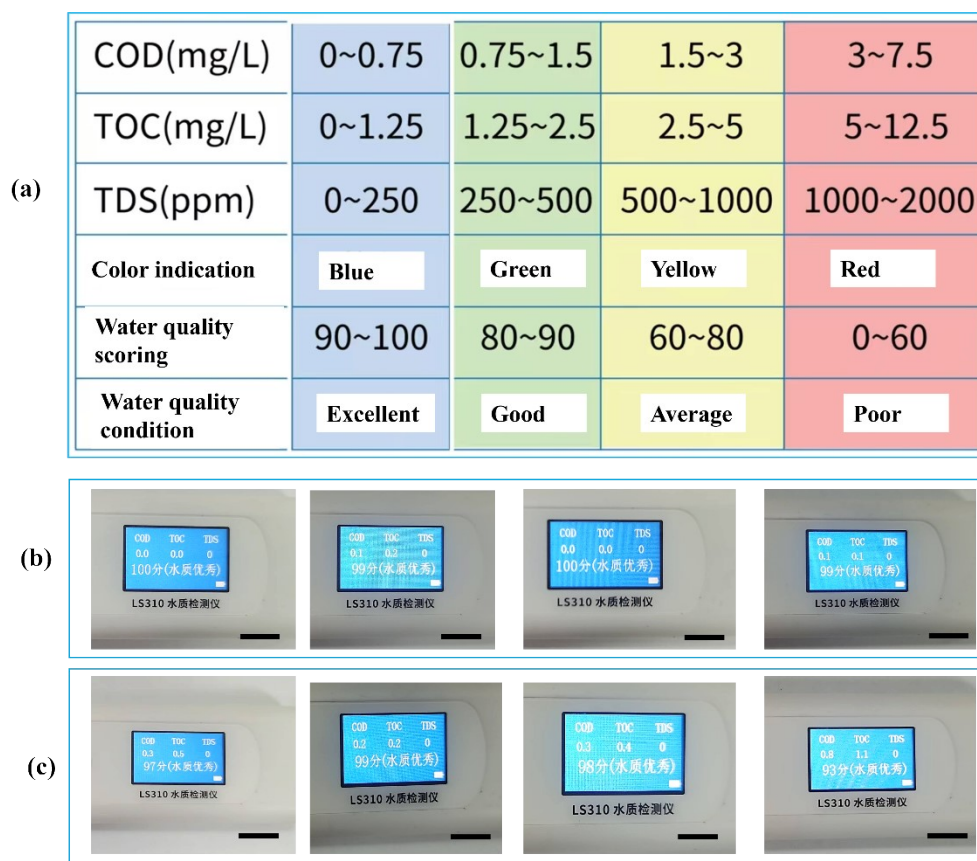 COD(mg/L) 0~0.75 0.75~1.5 1.5~3 3~7.5
TOC(mg/L) 0~1.25 1.25~2.5 2.5~5 5~12.5
(a)
TDS(ppm) 0~250 250~500 500~1000 1000~2000
Color indication Blue Green Yellow Red
Water quality scoring 90~100 80~90 60~80 0~60
Water quality condition Excellent Good Average Poor
(b)
COD TOC TDS
0.0 0.0 0
100分(水质优秀)
LS310 水质检测仪
COD TOC TDS
0.1 0.2 0
99分(水质优秀)
LS310 水质检测仪
COD TOC TDS
0.0 0.0 0
100分(水质优秀)
LS310 水质检测仪
COD TOC TDS
0.1 0.1 0
99分(水质优秀)
LS310 水质检测仪
(c)
COD TOC TDS
0.3 0.5 0
97分(水质优秀)
LS310 水质检测仪
COD TOC TDS
0.2 0.2 0
99分(水质优秀)
LS310 水质检测仪
COD TOC TDS
0.3 0.4 0
98分(水质优秀)
LS310 水质检测仪
COD TOC TDS
0.8 1.1 0
93分(水质优秀)
LS310 水质检测仪